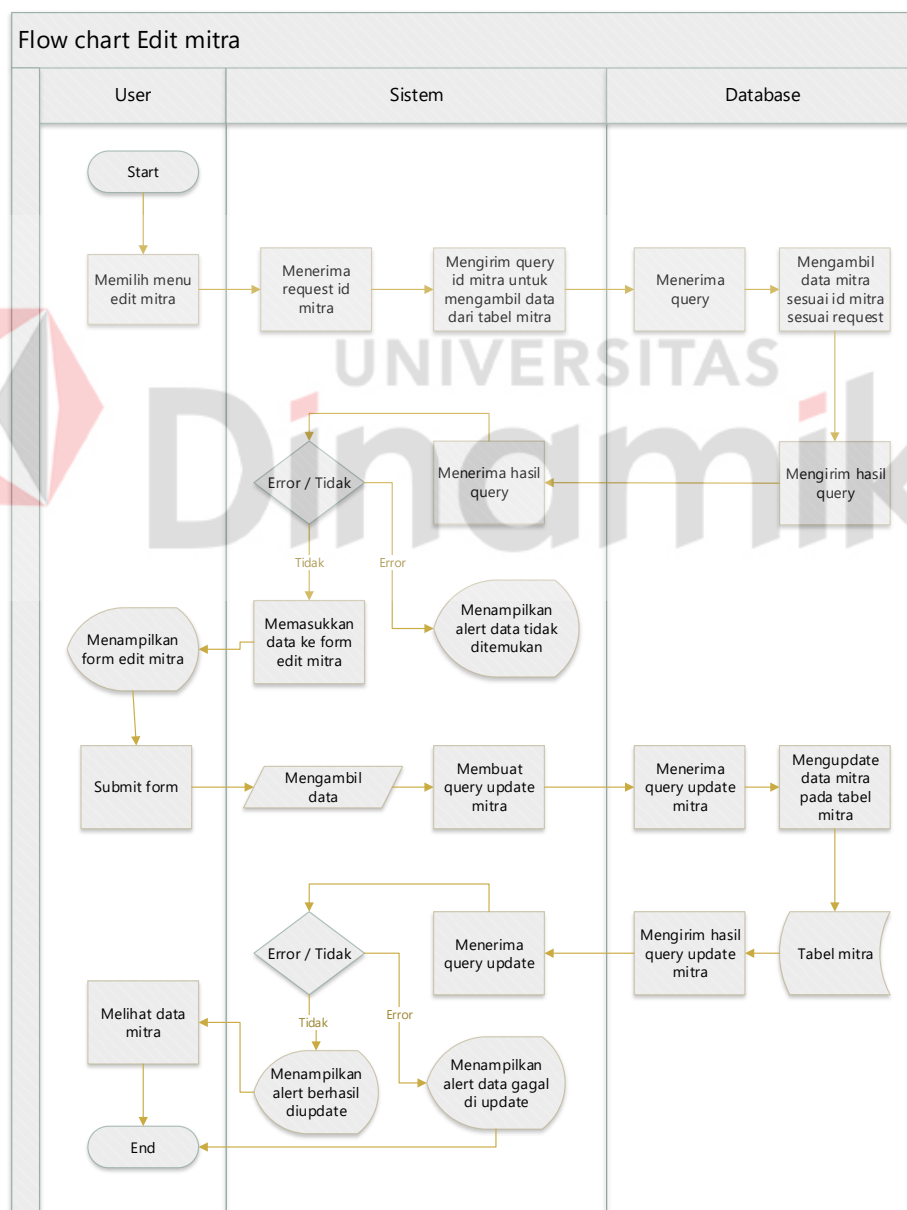 Flow chart Edit mitra
User
Sistem
Database
Start
Memilih menu
edit mitra
Menerima
request id
mitra
Mengirim query
id mitra untuk
mengambil data
dari tabel mitra
Menerima
query
Mengambil
data mitra
sesuai id mitra
sesuai request
UNIVERSITAS
Dinamik
Error / Tidak
Menerima hasil
query
Mengirim hasil
query
Tidak
Error
Menampilkan
form edit mitra
Memasukkan
data ke form
edit mitra
Menampilkan
alert data tidak
ditemukan
Submit form
Mengambil
data
Membuat
query update
mitra
Menerima
query update
mitra
Mengupdate
data mitra
pada tabel
mitra
Error / Tidak
Menerima
query update
Mengirim hasil
query update
mitra
Tabel mitra
Tidak
Error
Melihat data
mitra
Menampilkan
alert berhasil
diupdate
Menampilkan
alert data gagal
di update
End